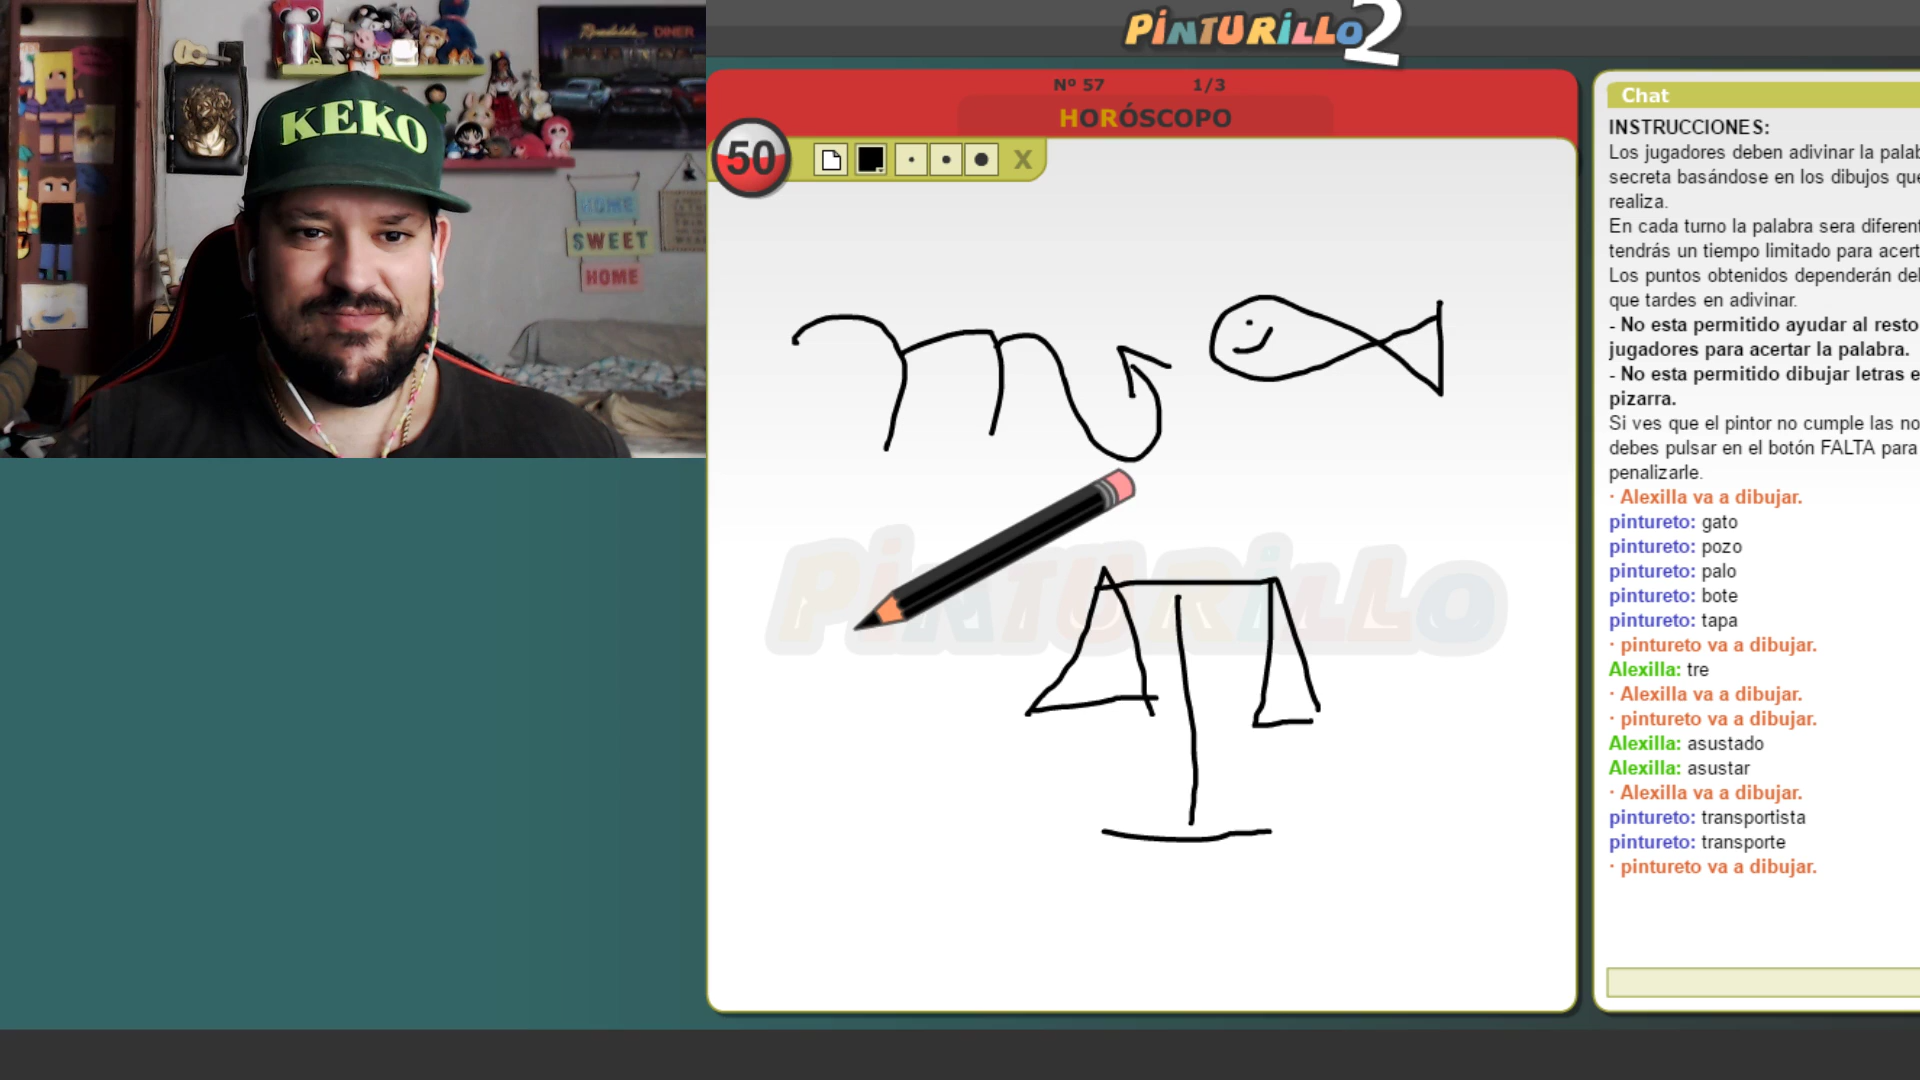 Roadside DINER
KEKO
HOME
SWEET
HOME
PINTURILLO 2
Nº 57 1/3
HORÓSCOPO
50
X
PINTURILLO
Chat
INSTRUCCIONES:
Los jugadores deben adivinar la palab
secreta basándose en los dibujos que
realiza.
En cada turno la palabra sera diferent
tendrás un tiempo limitado para acert
Los puntos obtenidos dependerán del
que tardes en adivinar.
- No esta permitido ayudar al resto
jugadores para acertar la palabra.
- No esta permitido dibujar letras e
pizarra.
Si ves que el pintor no cumple las no
debes pulsar en el botón FALTA para
penalizarle.
· Alexilla va a dibujar.
pintureto: gato
pintureto: pozo
pintureto: palo
pintureto: bote
pintureto: tapa
· pintureto va a dibujar.
Alexilla: tre
· Alexilla va a dibujar.
· pintureto va a dibujar.
Alexilla: asustado
Alexilla: asustar
· Alexilla va a dibujar.
pintureto: transportista
pintureto: transporte
· pintureto va a dibujar.